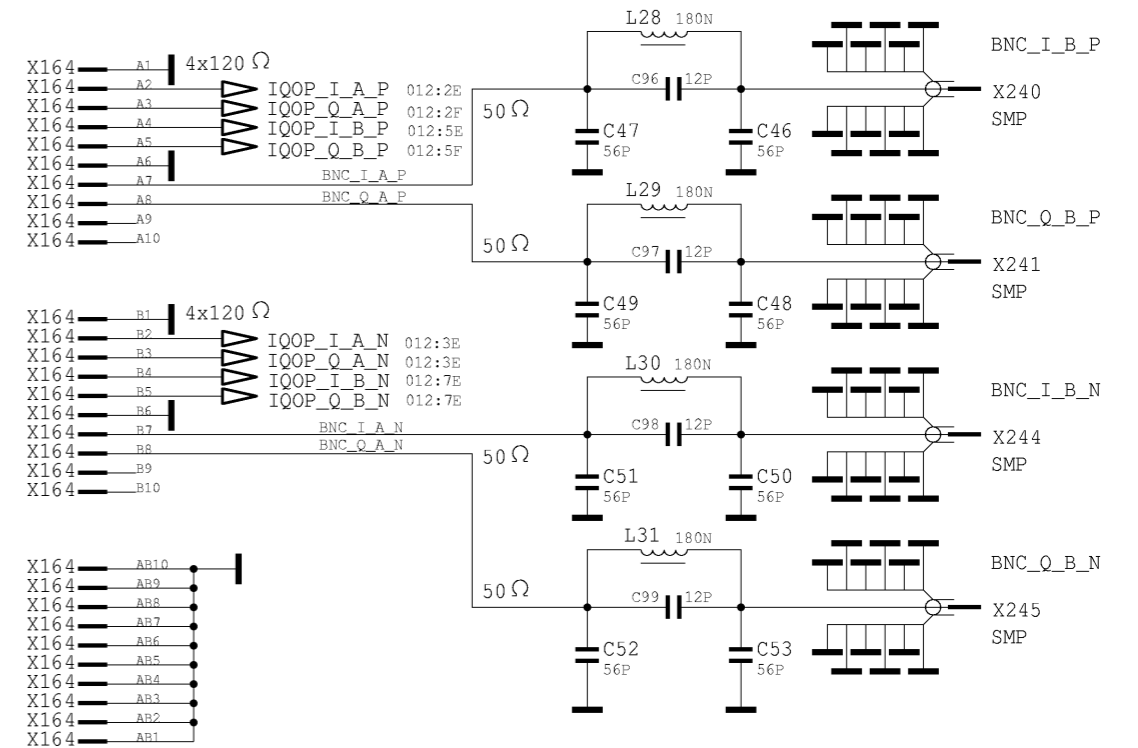 L28 180N
C96 12P
C47 56P
C46 56P
50 Ω
BNC_I_B_P
X240
SMP
X164 A1 4x120 Ω
X164 A2 IQOP_I_A_P 012:2E
X164 A3 IQOP_Q_A_P 012:2F
X164 A4 IQOP_I_B_P 012:5E
X164 A5 IQOP_Q_B_P 012:5F
X164 A6
X164 A7 BNC_I_A_P
X164 A8 BNC_Q_A_P
X164 A9
X164 A10
L29 180N
50 Ω
C97 12P
C49 56P
C48 56P
BNC_Q_B_P
X241
SMP
X164 B1 4x120 Ω
X164 B2 IQOP_I_A_N 012:3E
X164 B3 IQOP_Q_A_N 012:3E
X164 B4 IQOP_I_B_N 012:7E
X164 B5 IQOP_Q_B_N 012:7E
X164 B6
X164 B7 BNC_I_A_N
X164 B8 BNC_Q_A_N
X164 B9
X164 B10
L30 180N
C98 12P
50 Ω
C51 56P
C50 56P
BNC_I_B_N
X244
SMP
L31 180N
50 Ω
C99 12P
C52 56P
C53 56P
BNC_Q_B_N
X245
SMP
X164 AB10
X164 AB9
X164 AB8
X164 AB7
X164 AB6
X164 AB5
X164 AB4
X164 AB3
X164 AB2
X164 AB1